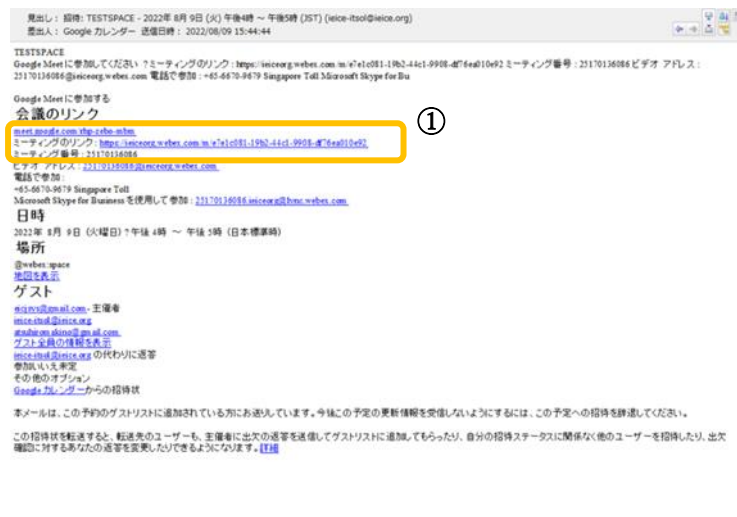 見出し： 招待: TESTSPACE - 2022年 8月 9日 (火) 午後4時 ～ 午後5時 (JST) (ieice-itsol@ieice.org)
差出人： Google カレンダー 送信日時： 2022/08/09 15:44:44
TESTSPACE
Google Meetに参加してください ?ミーティングのリンク : https://ieiceorg.webex.com/m/e7e1c081-19b2-44c1-9908-df76ea010e92 ミーティング番号 : 25170136086 ビデオ アドレス :
25170136086@ieiceorg.webex.com 電話で参加 : +65-6670-9679 Singapore Toll Microsoft Skype for Bu
Google Meetに参加する
会議のリンク
①
ミーティングのリンク : https://ieiceorg.webex.com/m/e7e1c081-19b2-44c1-9908-df76ea010e92
ミーティング番号 : 25170136086
ビデオ アドレス : 25170136086@ieiceorg.webex.com
電話で参加 :
+65-6670-9679 Singapore Toll
Microsoft Skype for Business を使用して参加 : 25170136086.ieiceorg@lync.webex.com
日時
2022年 8月 9日 (火曜日) ? 午後 4時 ～ 午後 5時 (日本標準時)
場所
@webex:space
地図を表示
ゲスト
- 主催者
ieice-itsol@ieice.org
ゲスト全員の情報を表示
ieice-itsol@ieice.org の代わりに返答
参加いいえ未定
その他のオプション
Google カレンダーからの招待状
本メールは、この予約のゲストリストに追加されている方にお送りしています。今後この予定の更新情報を受信しないようにするには、この予定への招待を辞退してください。
この招待状を転送すると、転送先のユーザーも、主催者に出欠の返答を送信してゲストリストに追加してもらったり、自分の招待ステータスに関係なく他のユーザーを招待したり、出欠
確認に対するあなたの返答を変更したりできるようになります。詳細